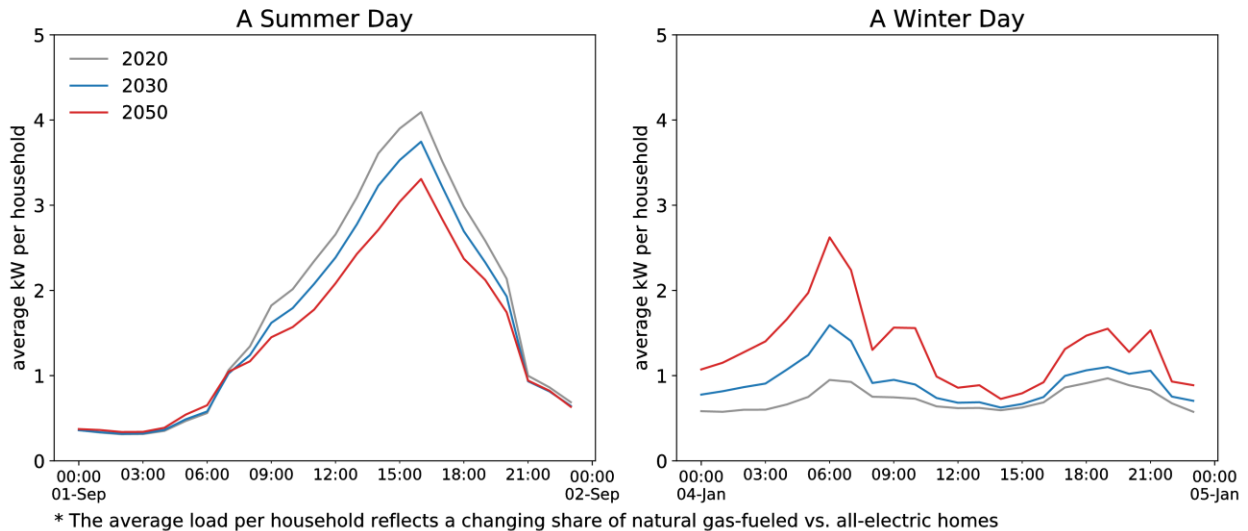 A Summer Day
average kW per household
5
4
3
2
1
0
2020
2030
2050
00:00 03:00 06:00 09:00 12:00 15:00 18:00 21:00 00:00
01-Sep 02-Sep
A Winter Day
average kW per household
5
4
3
2
1
0
00:00 03:00 06:00 09:00 12:00 15:00 18:00 21:00 00:00
04-Jan 05-Jan
* The average load per household reflects a changing share of natural gas-fueled vs. all-electric homes